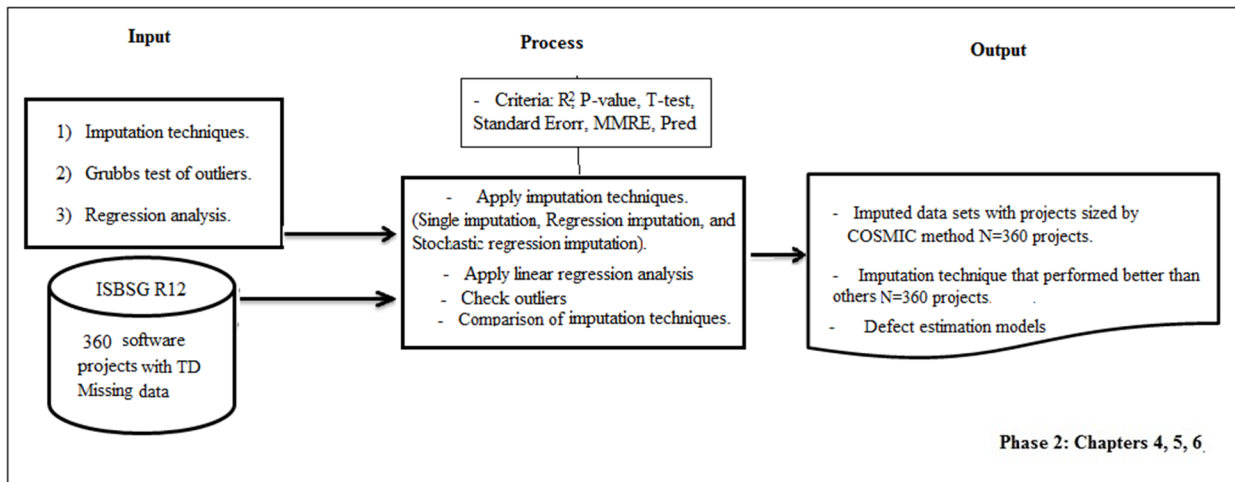 Input
Process
Output
1) Imputation techniques.
2) Grubbs test of outliers.
3) Regression analysis.
ISBSG R12
360 software
projects with TD
Missing data
- Criteria: R², P-value, T-test,
Standard Erorr, MMRE, Pred
- Apply imputation techniques.
(Single imputation, Regression imputation, and
Stochastic regression imputation).
- Apply linear regression analysis
- Check outliers
- Comparison of imputation techniques.
- Imputed data sets with projects sized by
COSMIC method N=360 projects.
- Imputation technique that performed better than
others N=360 projects.
- Defect estimation models
Phase 2: Chapters 4, 5, 6.